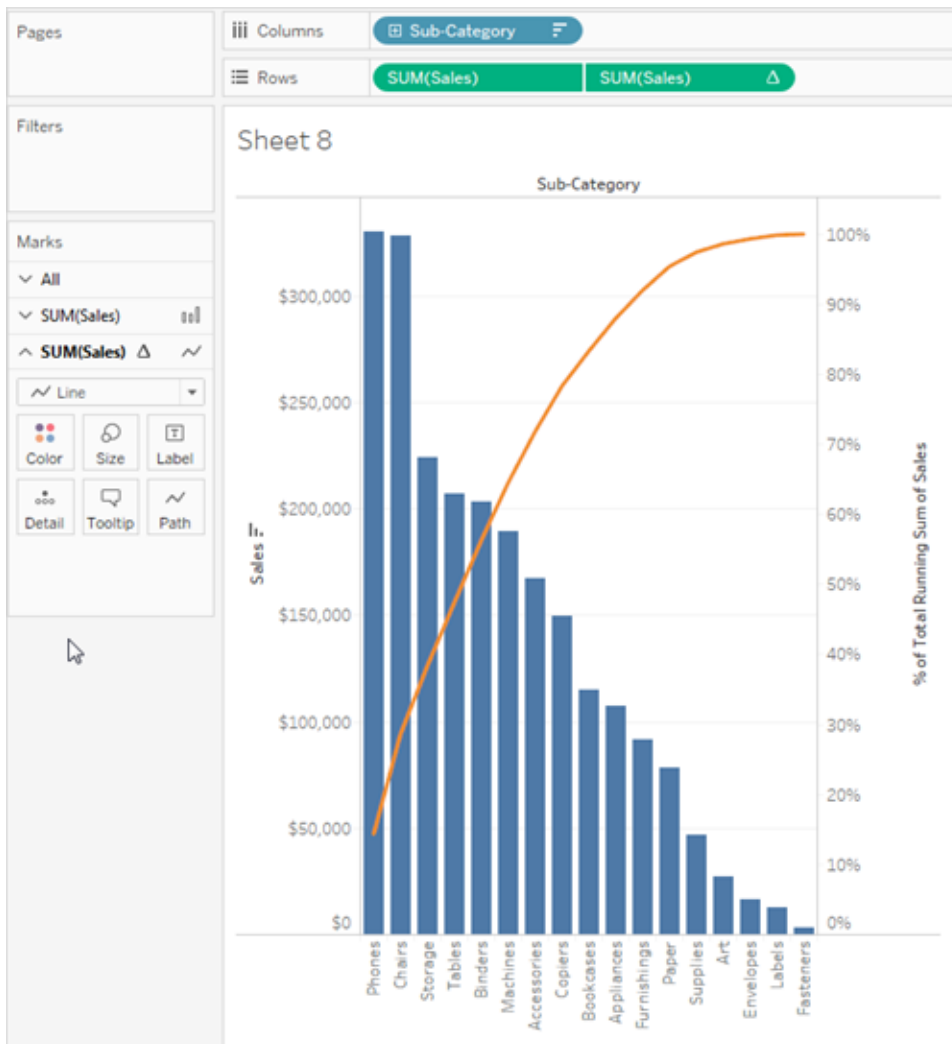 Pages
Columns
Sub-Category
Rows
SUM(Sales)
SUM(Sales)
Filters
Marks
All
SUM(Sales)
SUM(Sales)
Line
Color
Size
Label
Detail
Tooltip
Path
Sheet 8
Sub-Category
$300,000
$250,000
$200,000
$150,000
$100,000
$50,000
$0
Sales
100%
90%
80%
70%
60%
50%
40%
30%
20%
10%
0%
% of Total Running Sum of Sales
Phones
Chairs
Storage
Tables
Binders
Machines
Accessories
Copiers
Bookcases
Appliances
Furnishings
Paper
Supplies
Art
Envelopes
Labels
Fasteners